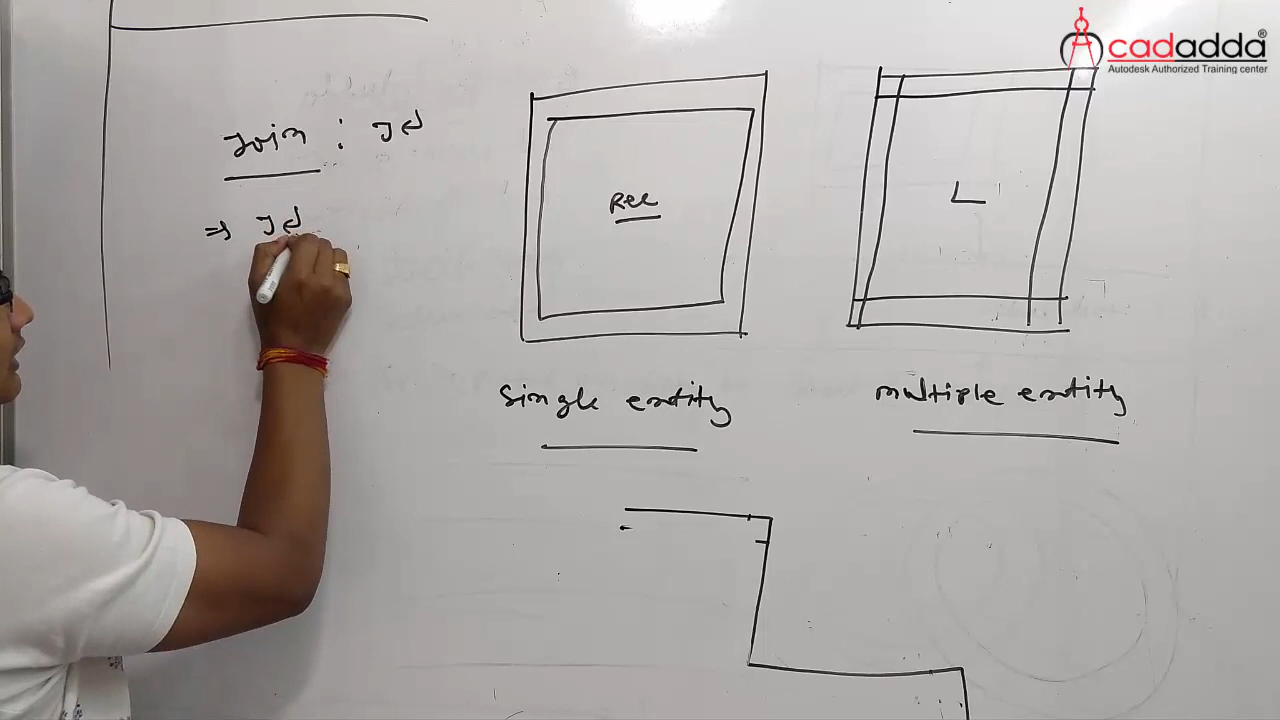 cadadda®
Autodesk Authorized Training center
Join : J↵
⇒ J↵
Rec
L
Single entity
multiple entity